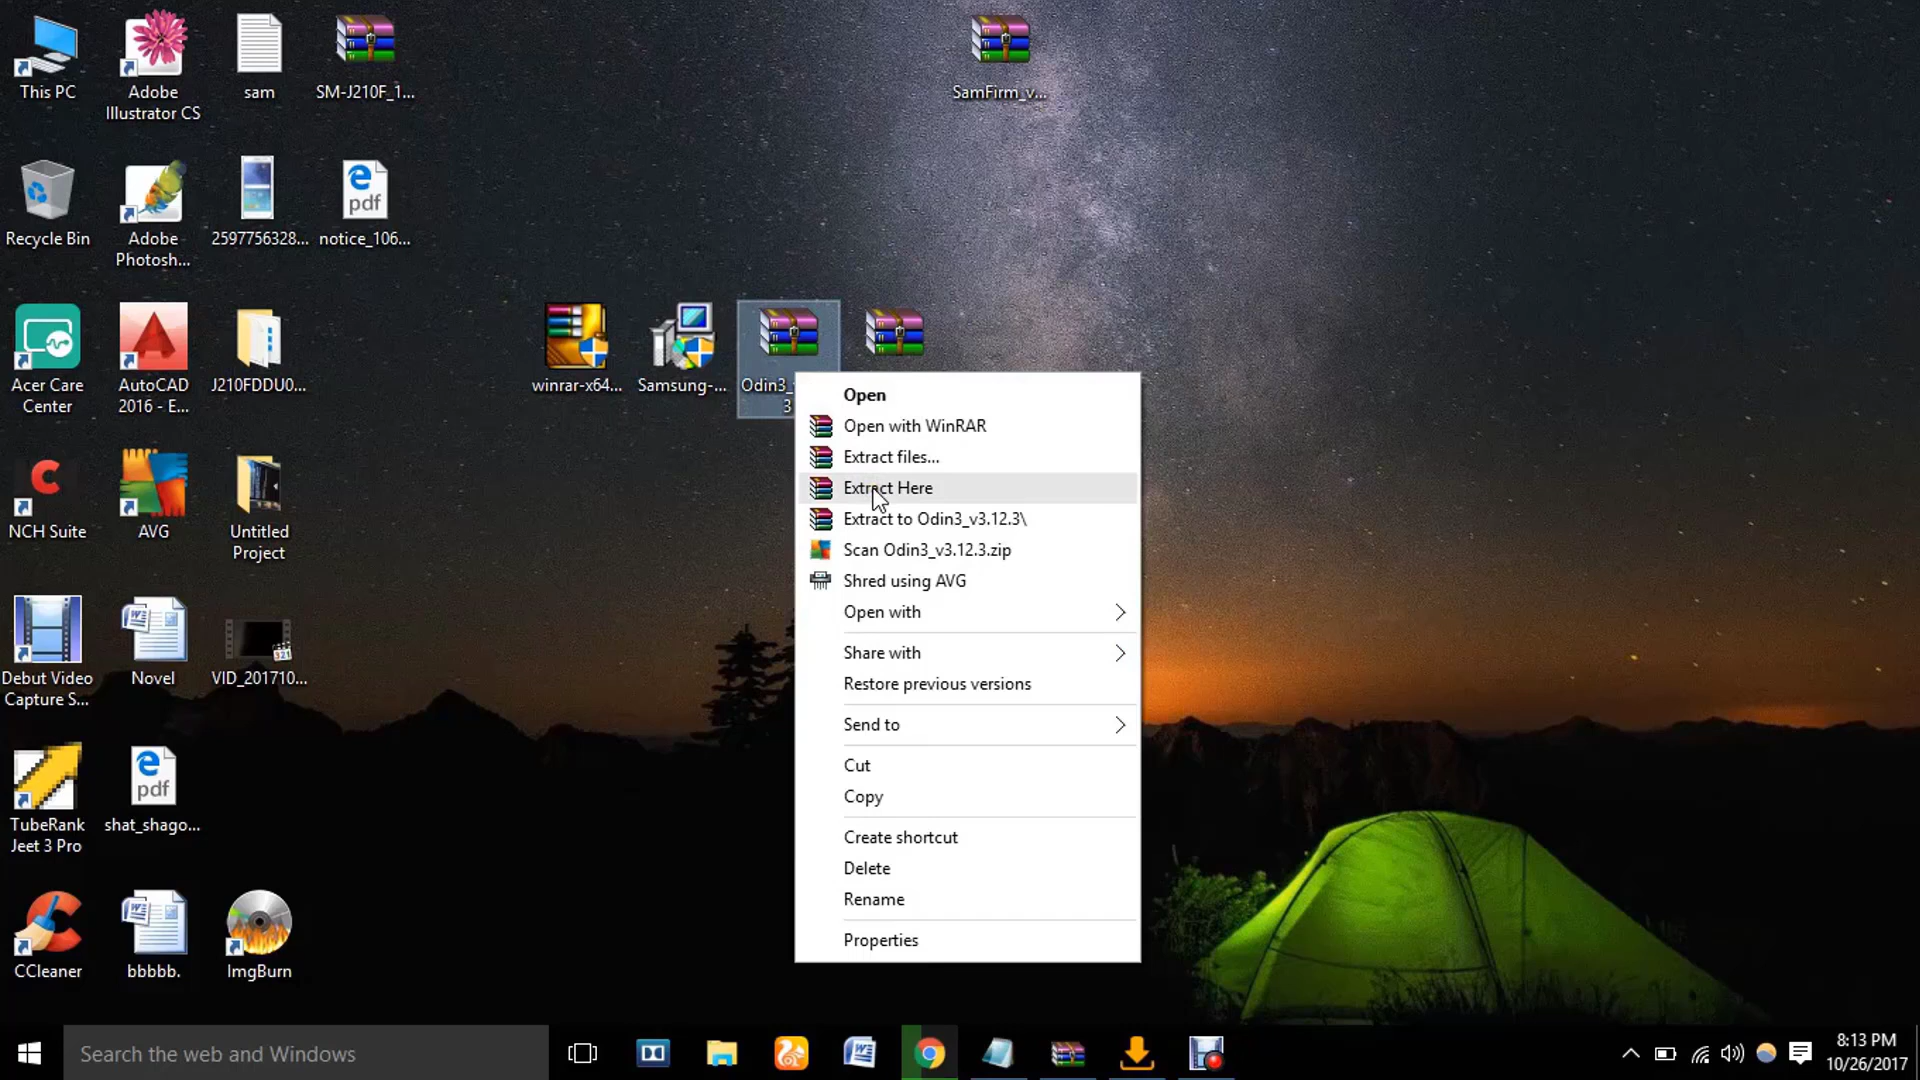 This PC
Adobe
Illustrator CS
sam
SM-J210F_1...
SamFirm_v...
Recycle Bin
Adobe
Photosh...
2597756328...
pdf
notice_106...
Acer Care
Center
AutoCAD
2016 - E...
J210FDDU0...
winrar-x64...
Samsung-...
Odin3_
3
NCH Suite
AVG
Untitled
Project
Debut Video
Capture S...
Novel
321
VID_201710...
TubeRank
Jeet 3 Pro
pdf
shat_shago...
CCleaner
bbbbb.
ImgBurn
Open
Open with WinRAR
Extract files...
Extract Here
Extract to Odin3_v3.12.3\
Scan Odin3_v3.12.3.zip
Shred using AVG
Open with
Share with
Restore previous versions
Send to
Cut
Copy
Create shortcut
Delete
Rename
Properties
Search the web and Windows
8:13 PM
10/26/2017